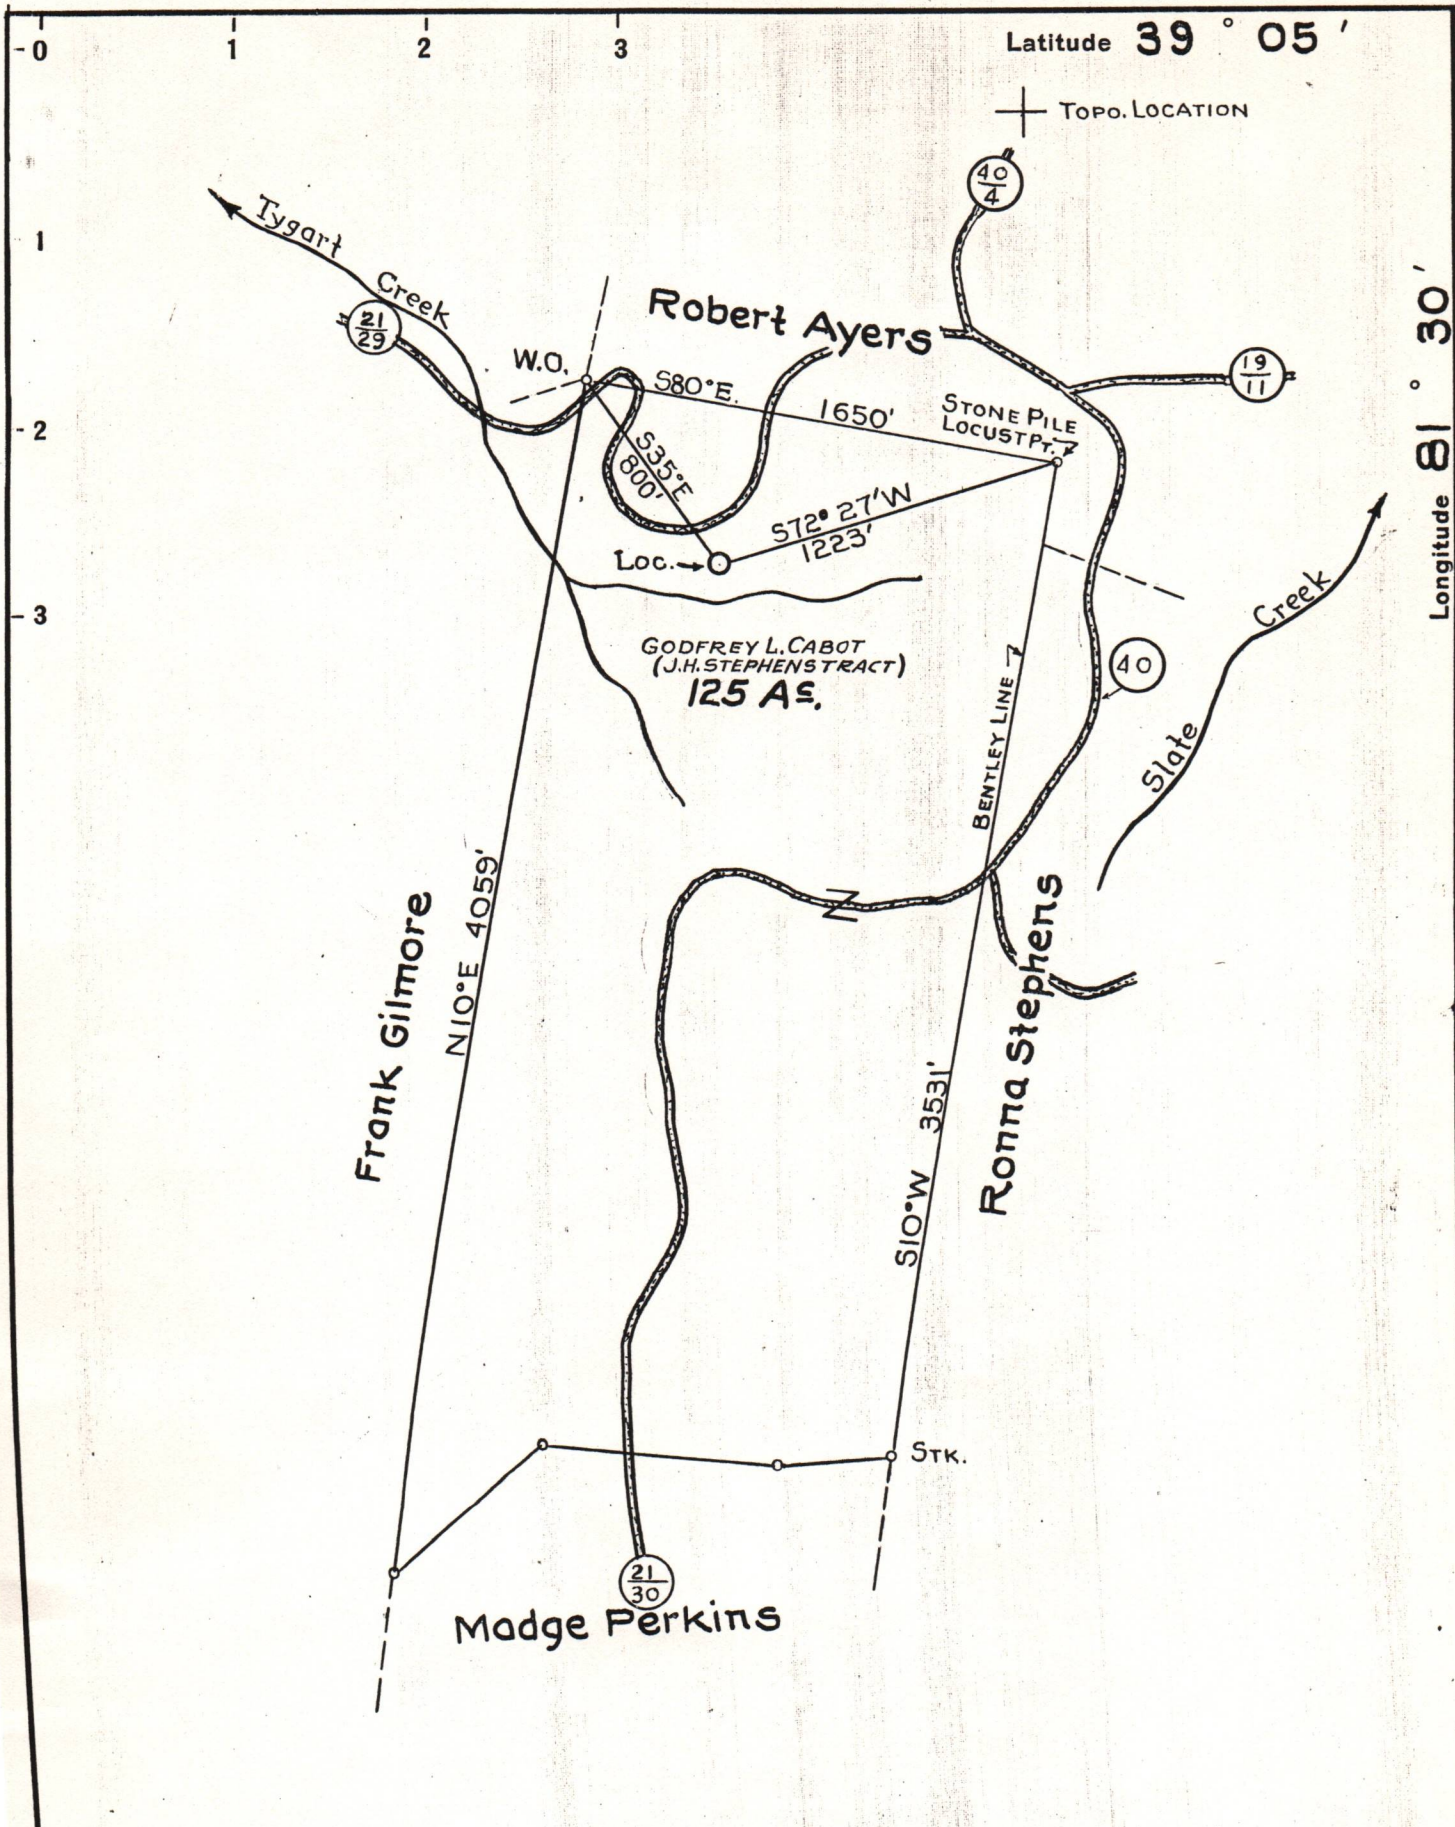 -0 1 2 3
Latitude 39° 05'
TOPO. LOCATION
40
4
1
Tygart Creek
21
29
Robert Ayers
W.O.
S80°E.
1650'
19
11
STONE PILE
LOCUST PT.
-2
S35°E
800'
S72° 27'W
1223'
Longitude 81° 30'
LOC.
-3
GODFREY L. CABOT
(J.H. STEPHENS TRACT)
125 AS.
BENTLEY LINE
40
Slate Creek
Frank Gilmore
N10°E 4059'
Ronna Stephens
S10°W 3531'
STK.
21
30
Madge Perkins